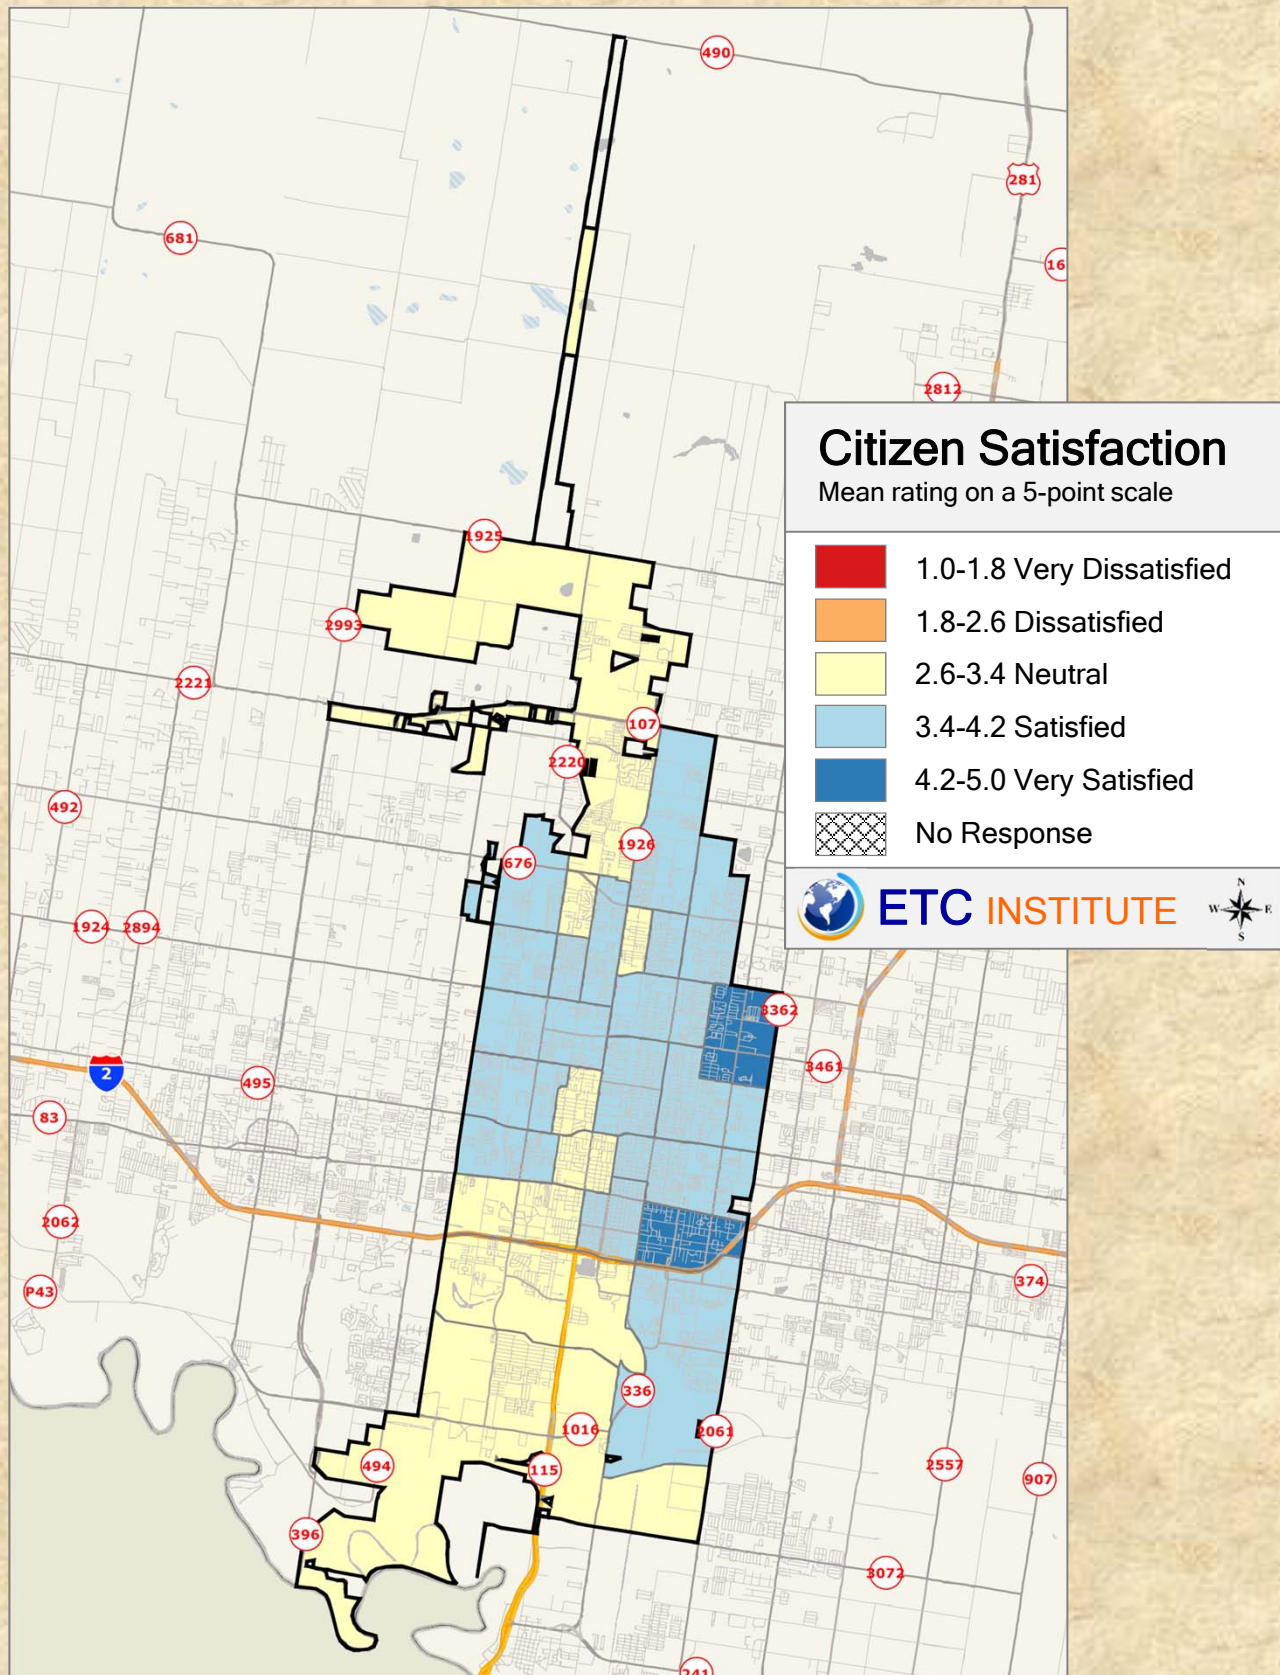 490
281
681
16
2812
Citizen Satisfaction
Mean rating on a 5-point scale
1.0-1.8 Very Dissatisfied
1.8-2.6 Dissatisfied
2.6-3.4 Neutral
3.4-4.2 Satisfied
4.2-5.0 Very Satisfied
No Response
ETC INSTITUTE
N
W E
S
1925
2993
2221
107
2220
492
1926
676
1924
2894
3362
2
495
3461
83
2062
P43
374
336
1016
2061
494
115
2557
907
396
3072
241